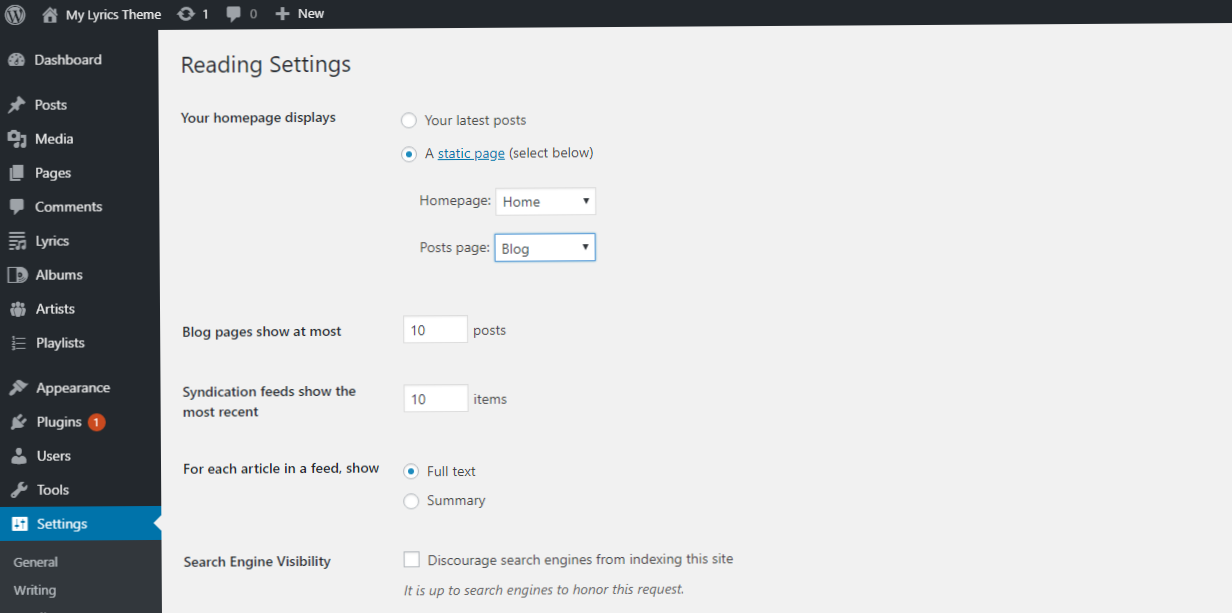 My Lyrics Theme 1 0 New
Dashboard
Posts
Media
Pages
Comments
Lyrics
Albums
Artists
Playlists
Appearance
Plugins 1
Users
Tools
Settings
General
Writing
Reading Settings
Your homepage displays
Your latest posts
A static page (select below)
Homepage: Home
Posts page: Blog
Blog pages show at most 10 posts
Syndication feeds show the
most recent
10 items
For each article in a feed, show
Full text
Summary
Search Engine Visibility
Discourage search engines from indexing this site
It is up to search engines to honor this request.